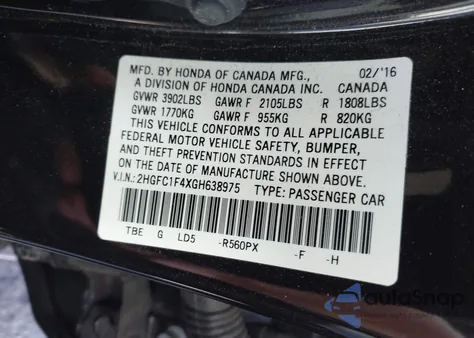 MFD. BY HONDA OF CANADA MFG., 02/'16
A DIVISION OF HONDA CANADA INC. CANADA
GVWR 3902LBS GAWR F 2105LBS R 1808LBS
GVWR 1770KG GAWR F 955KG R 820KG
THIS VEHICLE CONFORMS TO ALL APPLICABLE
FEDERAL MOTOR VEHICLE SAFETY, BUMPER,
AND THEFT PREVENTION STANDARDS IN EFFECT
ON THE DATE OF MANUFACTURE SHOWN ABOVE.
V.I.N.: 2HGFC1F4XGH638975 TYPE: PASSENGER CAR
TBE G LD5 -R560PX -F -H
autoSnap